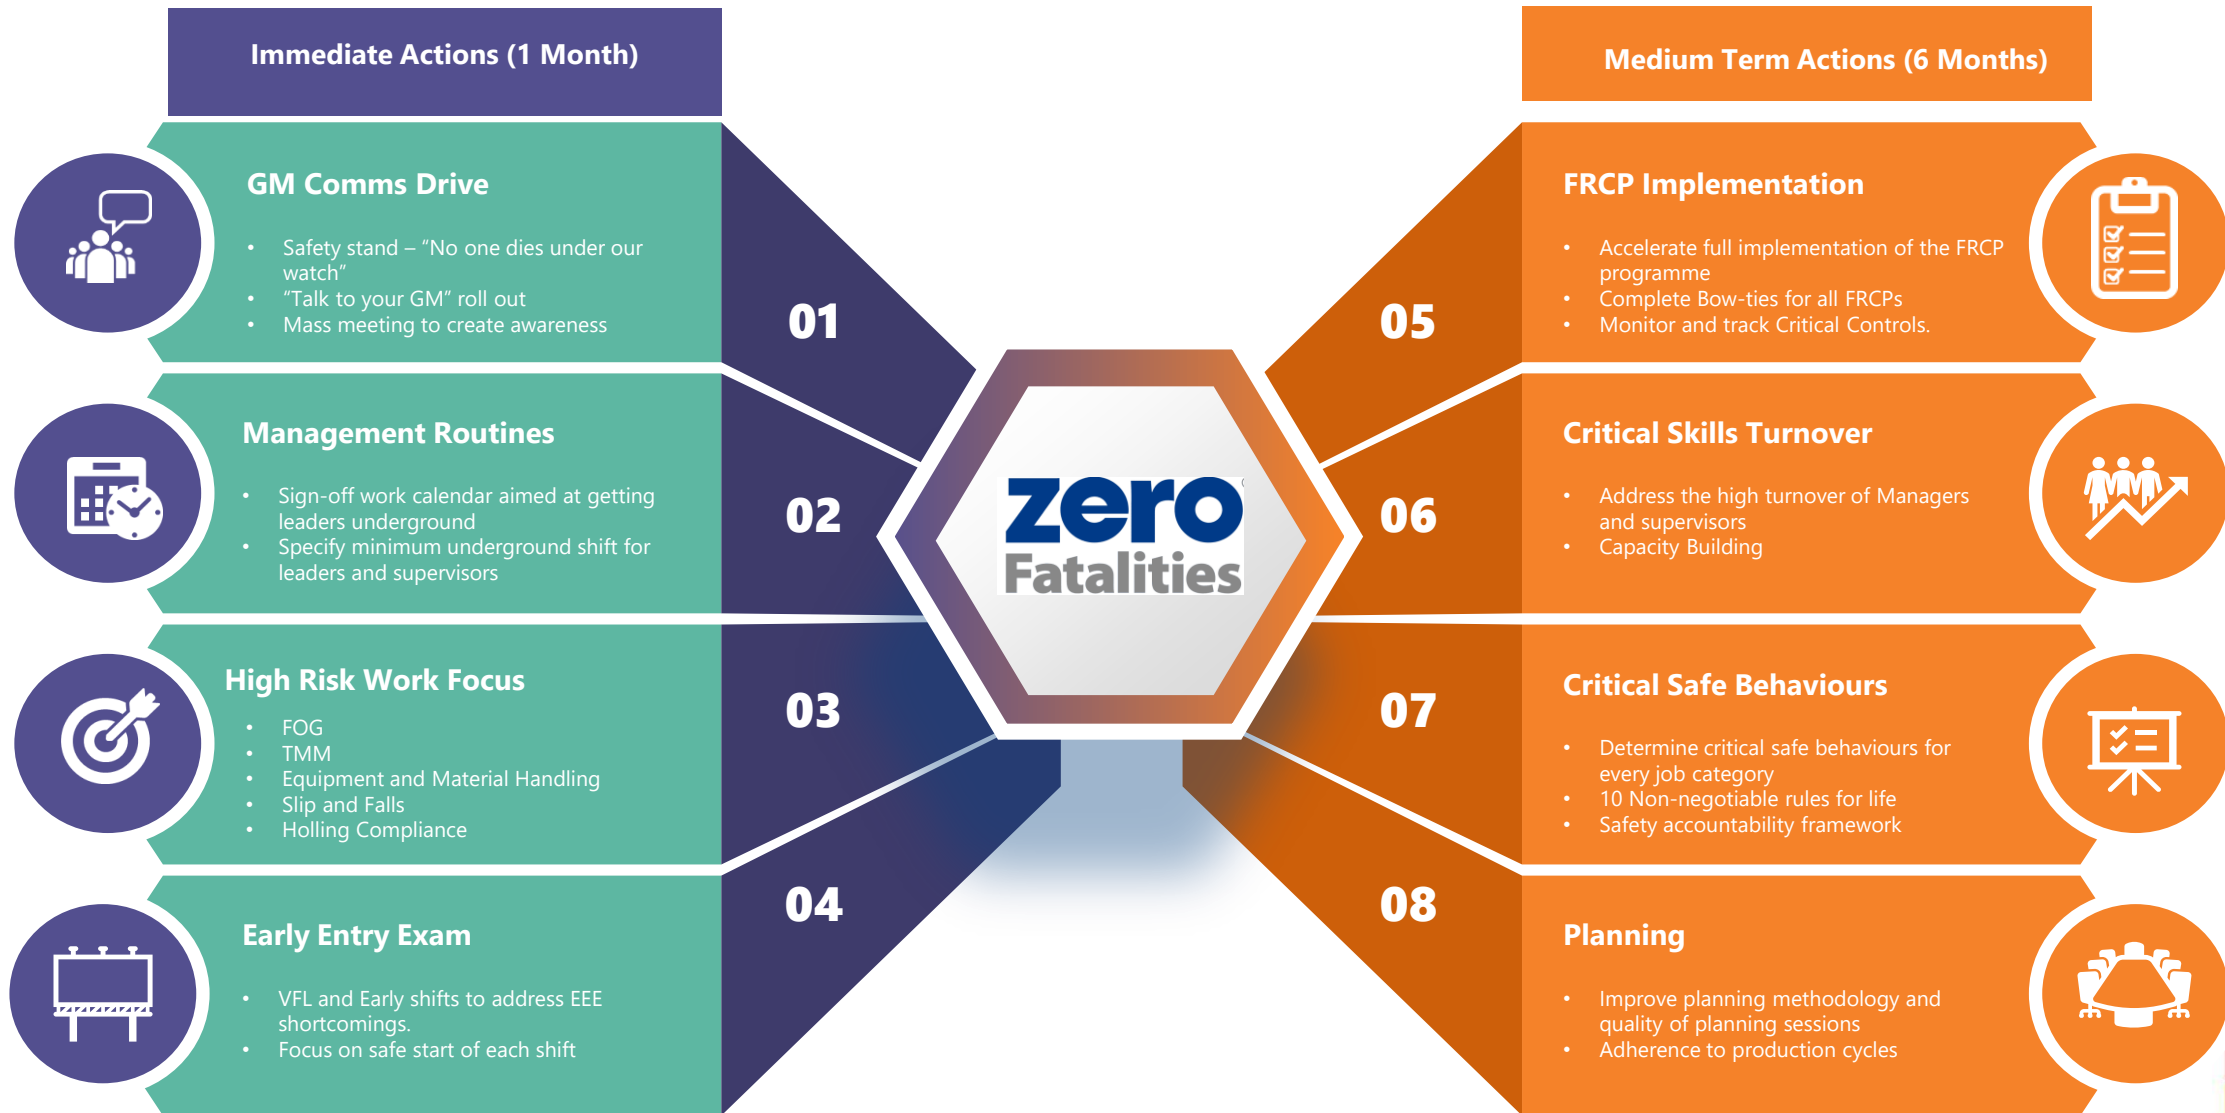 Immediate Actions (1 Month)
GM Comms Drive
• Safety stand – “No one dies under our
watch”
• “Talk to your GM” roll out
• Mass meeting to create awareness
01
Management Routines
• Sign-off work calendar aimed at getting
leaders underground
• Specify minimum underground shift for
leaders and supervisors
02
High Risk Work Focus
• FOG
• TMM
• Equipment and Material Handling
• Slip and Falls
• Holling Compliance
03
Early Entry Exam
• VFL and Early shifts to address EEE
shortcomings.
• Focus on safe start of each shift
04
zero
Fatalities
Medium Term Actions (6 Months)
05
FRCP Implementation
• Accelerate full implementation of the FRCP
programme
• Complete Bow-ties for all FRCPs
• Monitor and track Critical Controls.
06
Critical Skills Turnover
• Address the high turnover of Managers
and supervisors
• Capacity Building
07
Critical Safe Behaviours
• Determine critical safe behaviours for
every job category
• 10 Non-negotiable rules for life
• Safety accountability framework
08
Planning
• Improve planning methodology and
quality of planning sessions
• Adherence to production cycles